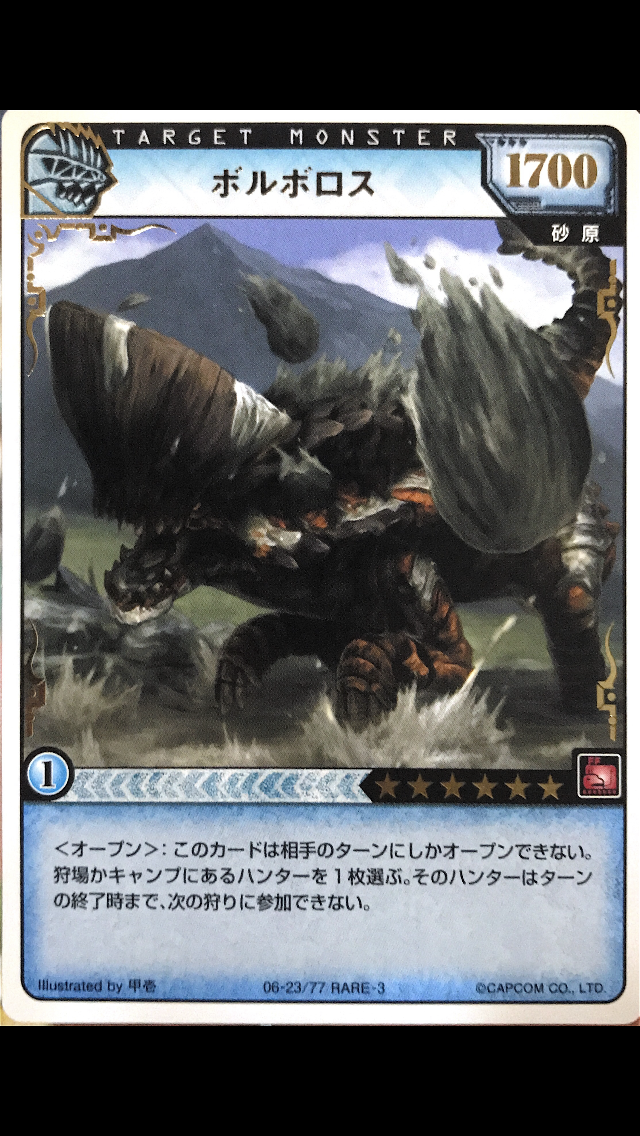 TARGET MONSTER
ボルボロス
1700
砂原
1
<オープン>:このカードは相手のターンにしかオープンできない。
狩場かキャンプにあるハンターを1枚選ぶ。そのハンターはターン
の終了時まで、次の狩りに参加できない。
Illustrated by 甲壱 06-23/77 RARE-3 ©CAPCOM CO., LTD.